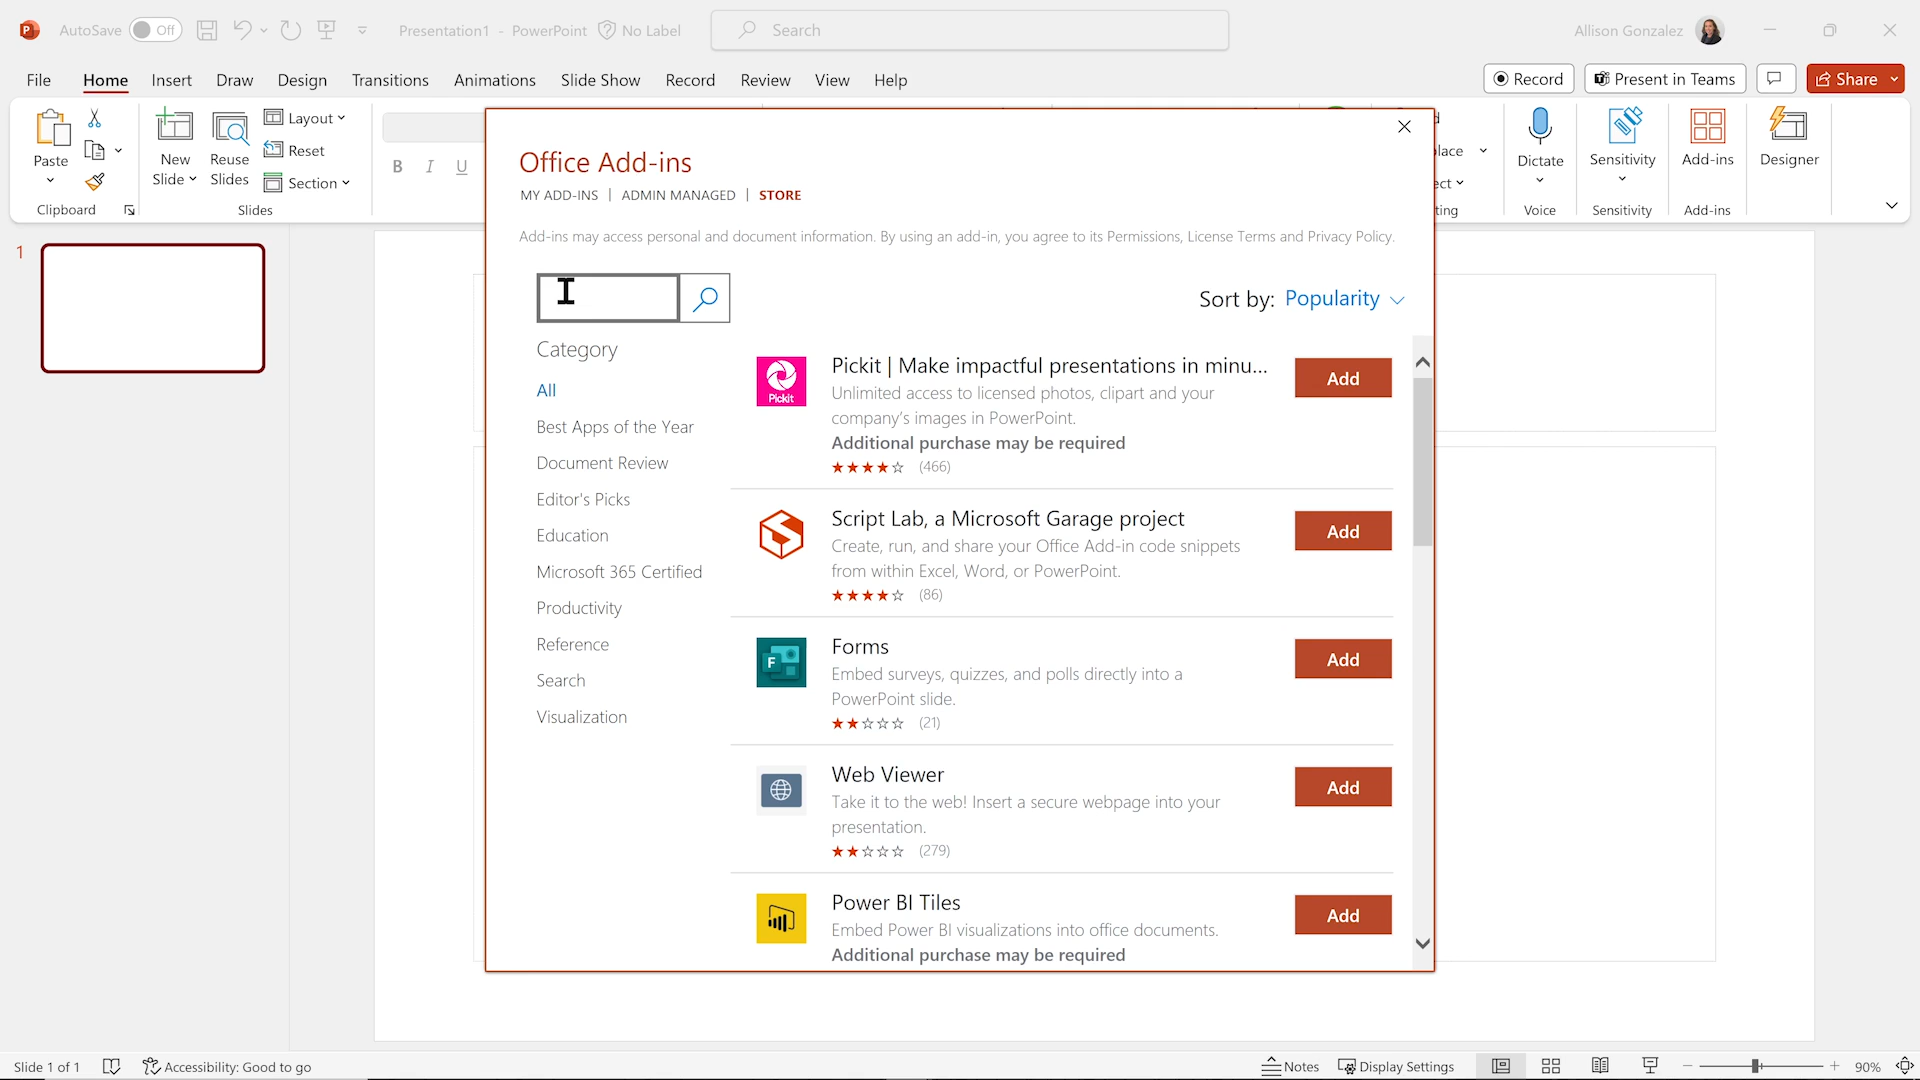 AutoSave Off Presentation1 - PowerPoint No Label Search Allison Gonzalez
File Home Insert Draw Design Transitions Animations Slide Show Record Review View Help Record Present in Teams Share
Paste
New
Slide
Reuse
Slides
Layout
Reset
Section
Clipboard
Slides
B I U
Dictate
Sensitivity
Add-ins
Designer
Voice
Sensitivity
Add-ins
Office Add-ins
MY ADD-INS | ADMIN MANAGED | STORE
Add-ins may access personal and document information. By using an add-in, you agree to its Permissions, License Terms and Privacy Policy.
Sort by: Popularity
Category
All
Best Apps of the Year
Document Review
Editor's Picks
Education
Microsoft 365 Certified
Productivity
Reference
Search
Visualization
Pickit
Pickit | Make impactful presentations in minu...
Unlimited access to licensed photos, clipart and your
company's images in PowerPoint.
Additional purchase may be required
(466)
Add
Script Lab, a Microsoft Garage project
Create, run, and share your Office Add-in code snippets
from within Excel, Word, or PowerPoint.
(86)
Add
F
Forms
Embed surveys, quizzes, and polls directly into a
PowerPoint slide.
(21)
Add
Web Viewer
Take it to the web! Insert a secure webpage into your
presentation.
(279)
Add
Power BI Tiles
Embed Power BI visualizations into office documents.
Additional purchase may be required
Add
1
Slide 1 of 1 Accessibility: Good to go Notes Display Settings 90%